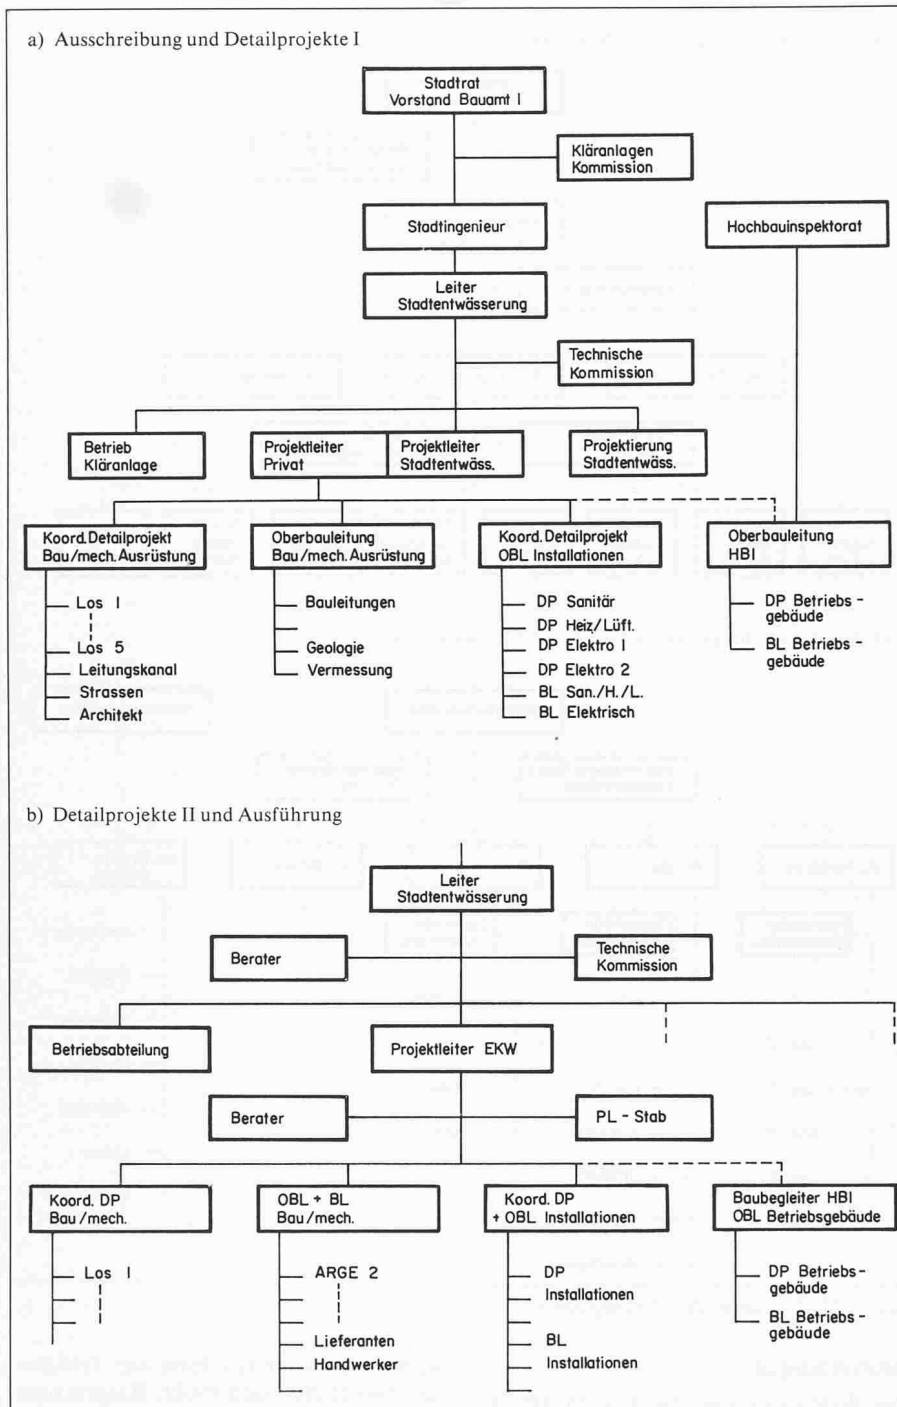 a) Ausschreibung und Detailprojekte I
Stadtrat
Vorstand Bauamt I
Kläranlagen
Kommission
Stadtingenieur
Hochbauinspektorat
Leiter
Stadtentwässerung
Technische
Kommission
Betrieb
Kläranlage
Projektleiter
Privat
Projektleiter
Stadtentwäss.
Projektierung
Stadtentwäss.
Koord. Detailprojekt
Bau/mech. Ausrüstung
Los 1
Los 5
Leitungskanal
Strassen
Architekt
Oberbauleitung
Bau/mech. Ausrüstung
Bauleitungen
Geologie
Vermessung
Koord. Detailprojekt
OBL Installationen
DP Sanitär
DP Heiz/Lüft.
DP Elektro 1
DP Elektro 2
BL San./H./L.
BL Elektrisch
Oberbauleitung
HBI
DP Betriebs-
gebäude
BL Betriebs-
gebäude
b) Detailprojekte II und Ausführung
Leiter
Stadtentwässerung
Berater
Technische
Kommission
Betriebsabteilung
Projektleiter EKW
Berater
PL - Stab
Koord. DP
Bau/mech.
Los 1
OBL + BL
Bau/mech.
ARGE 2
Lieferanten
Handwerker
Koord. DP
+ OBL Installationen
DP
Installationen
BL
Installationen
Baubegleiter HBI
OBL Betriebsgebäude
DP Betriebs-
gebäude
BL Betriebs-
gebäude